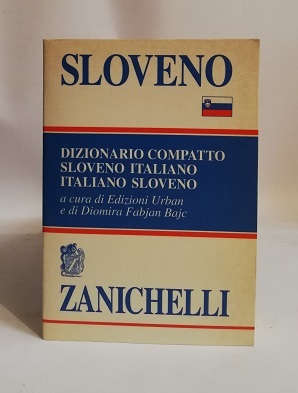 SLOVENO
DIZIONARIO COMPATTO
SLOVENO ITALIANO
ITALIANO SLOVENO
a cura di Edizioni Urban
e di Diomira Fabjan Bajc
ZANICHELLI